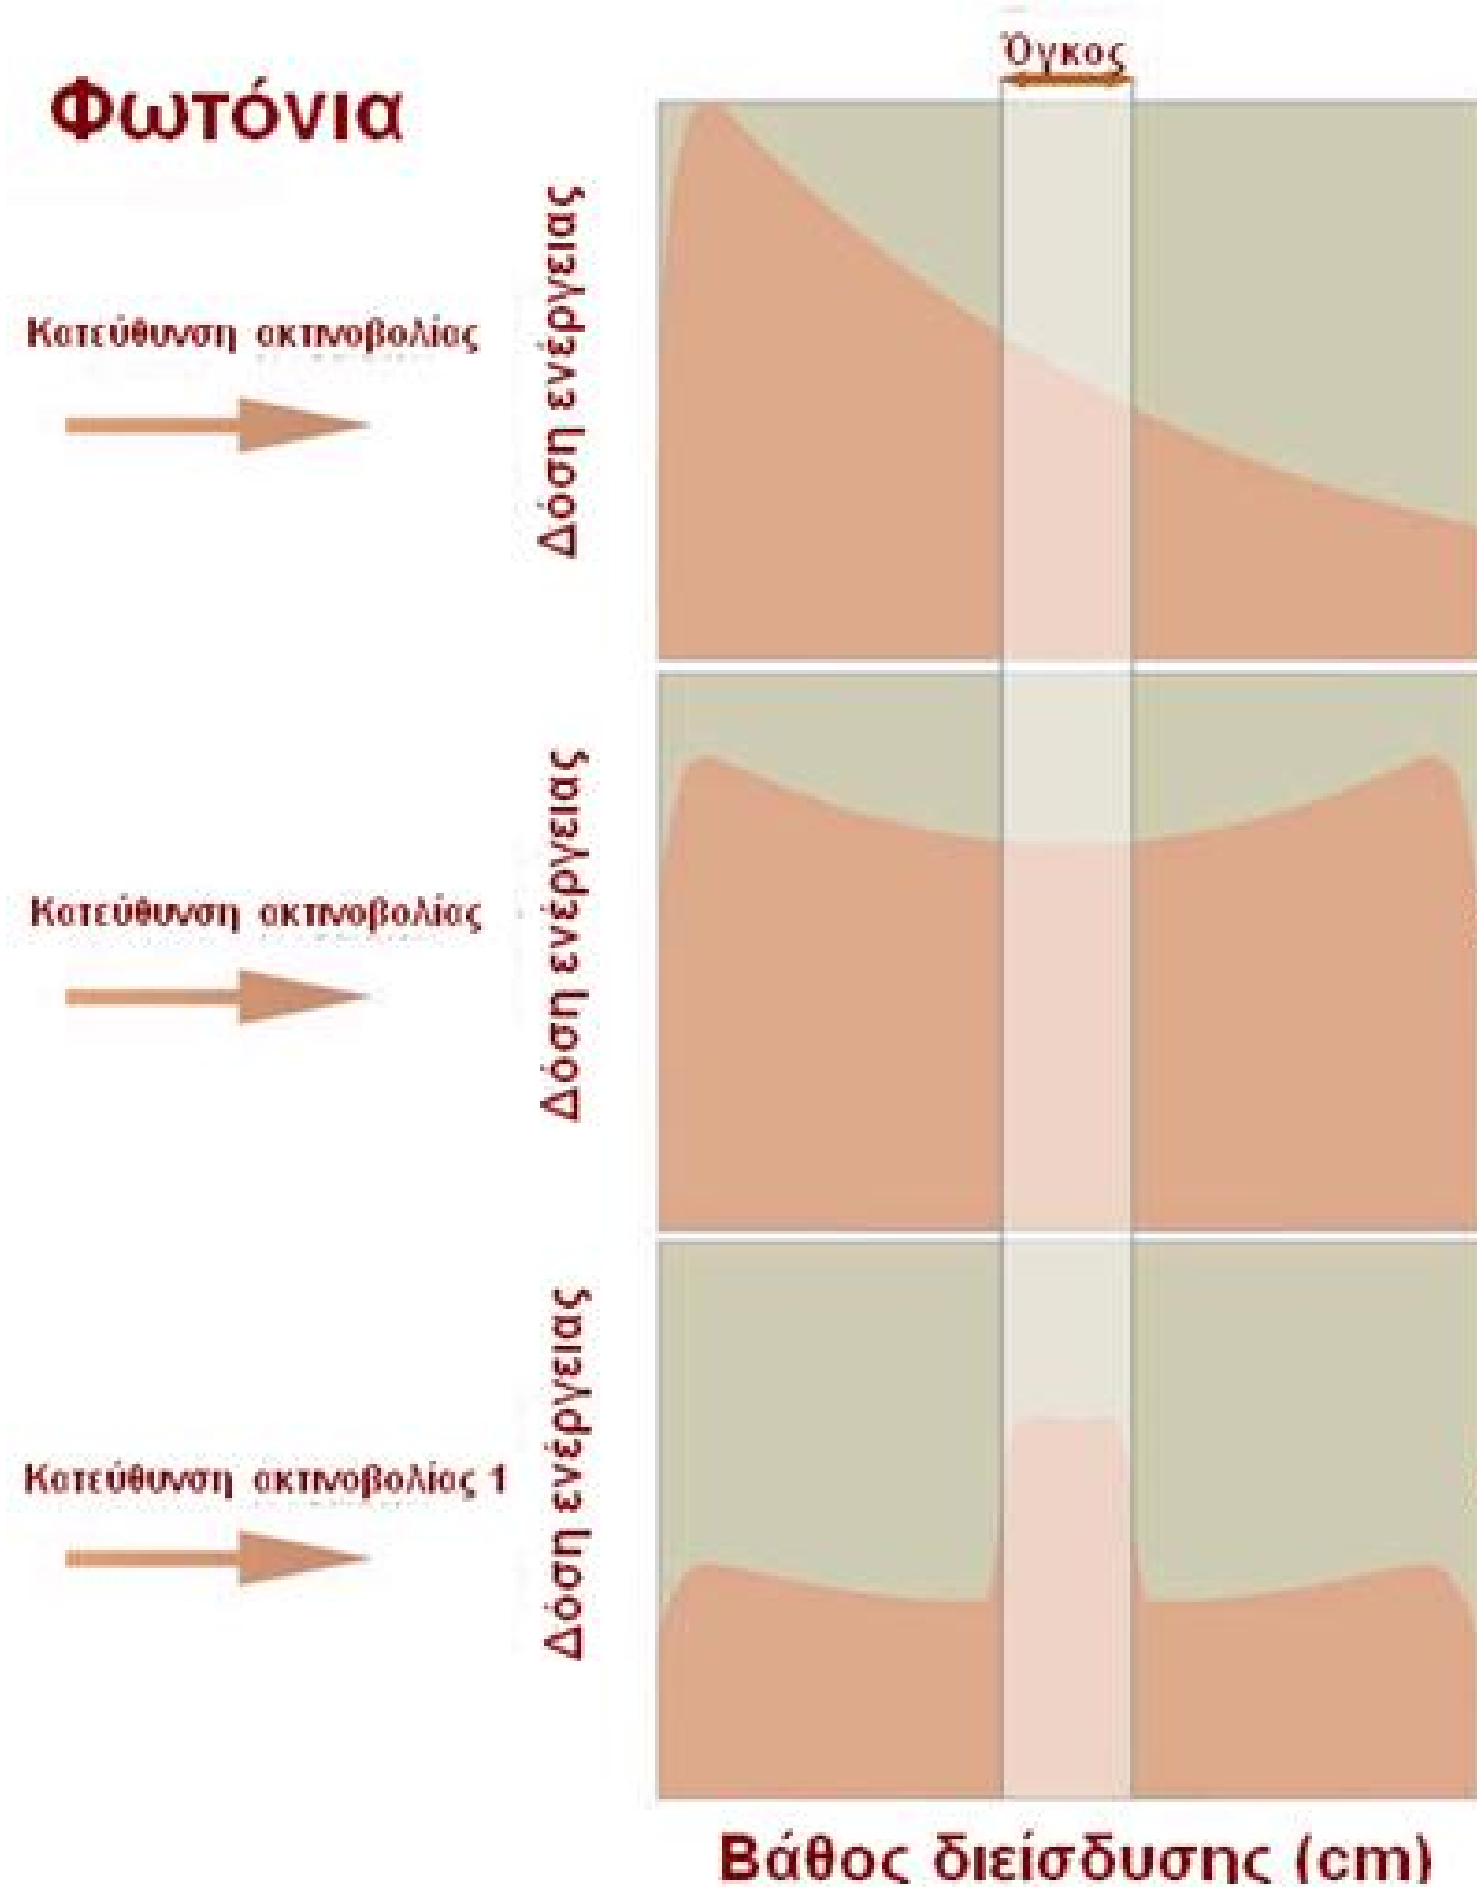 Όγκος
Φωτόνια
Δόση ενέργειας
Κατεύθυνση ακτινοβολίας
Δόση ενέργειας
Κατεύθυνση ακτινοβολίας
Δόση ενέργειας
Κατεύθυνση ακτινοβολίας 1
Βάθος διείσδυσης (cm)